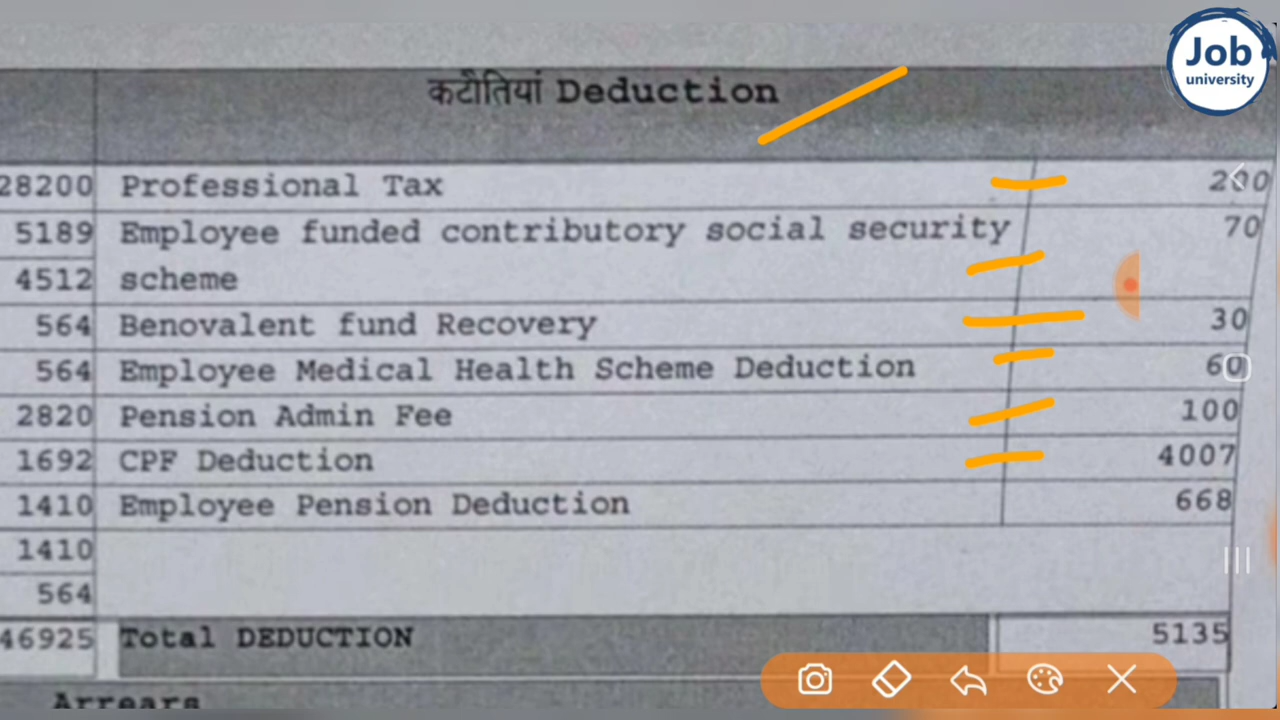 Job
university
कटौतियां Deduction
28200 Professional Tax 200
5189 Employee funded contributory social security 70
4512 scheme
564 Benovalent fund Recovery 30
564 Employee Medical Health Scheme Deduction 60
2820 Pension Admin Fee 100
1692 CPF Deduction 4007
1410 Employee Pension Deduction 668
1410
564
46925 Total DEDUCTION 5135
Arrears